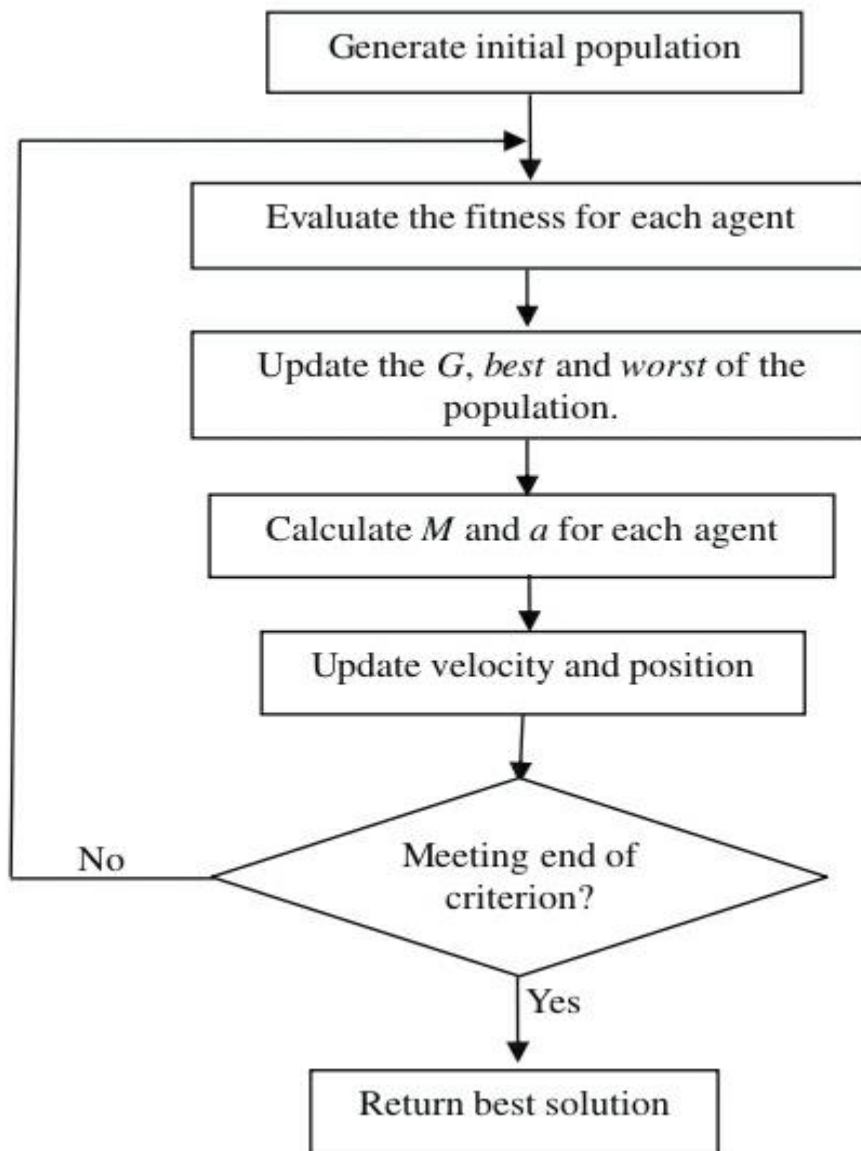 Generate initial population
Evaluate the fitness for each agent
Update the G, best and worst of the
population.
Calculate M and a for each agent
Update velocity and position
Meeting end of
criterion?
No
Yes
Return best solution